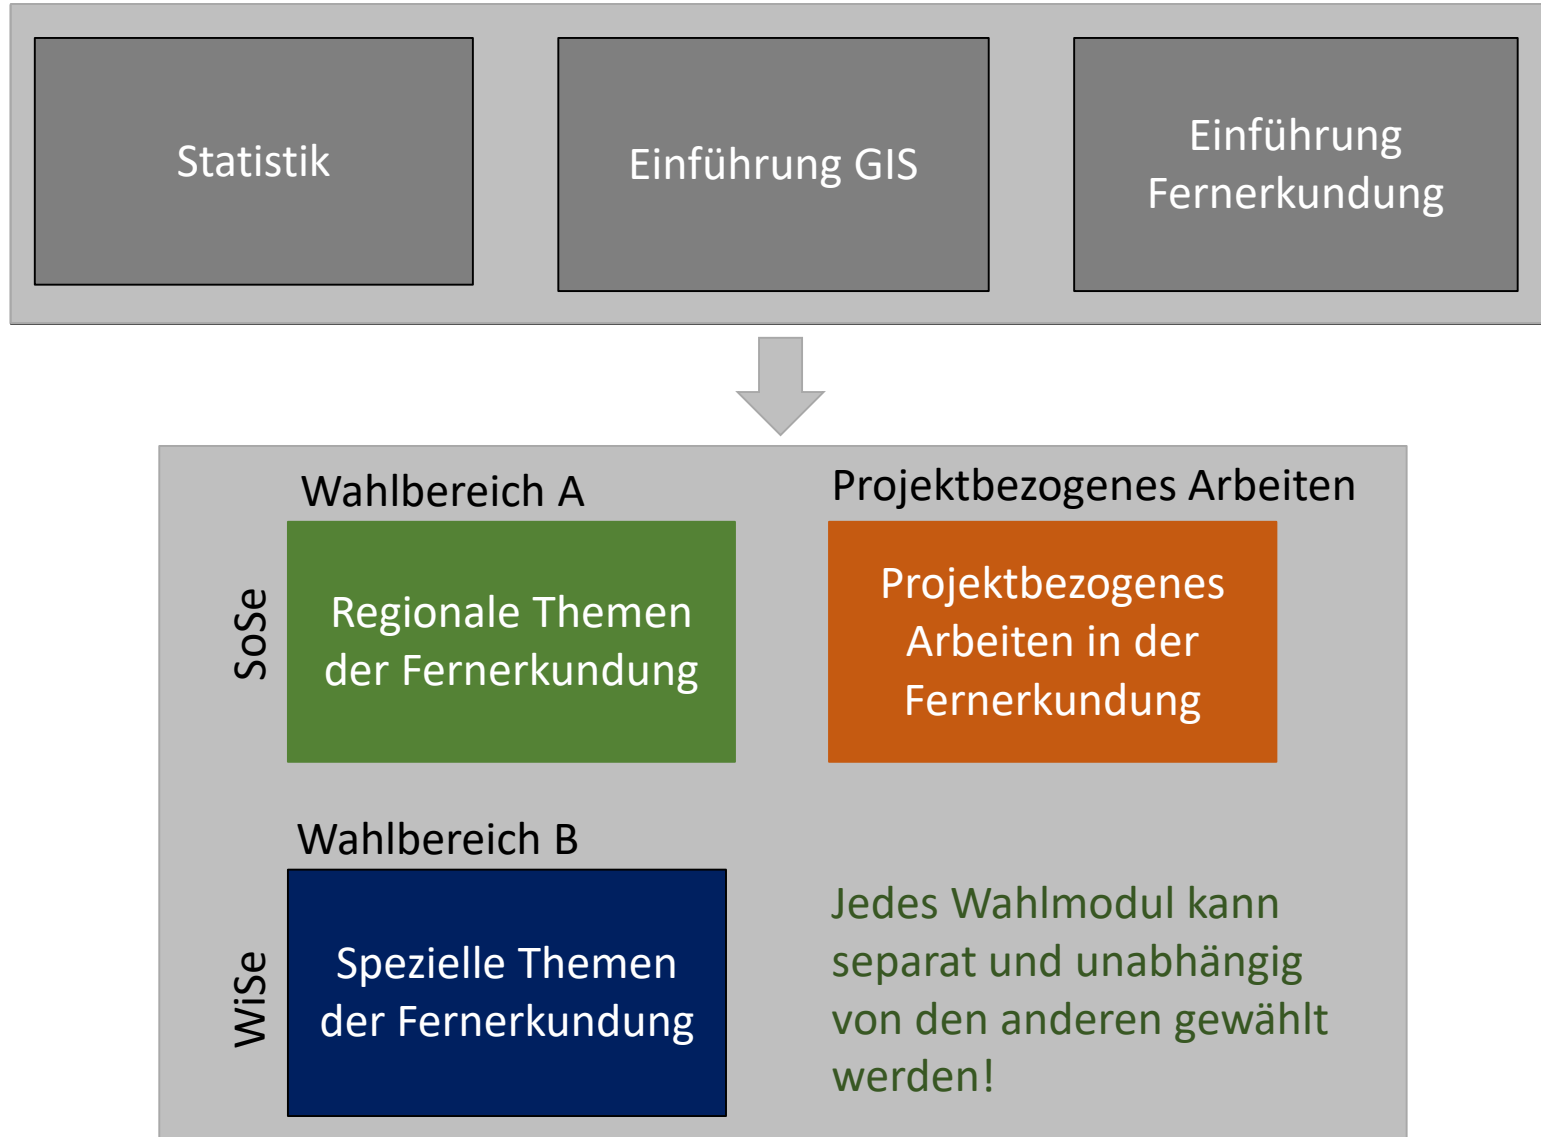 Statistik
Einführung GIS
Einführung
Fernerkundung
Wahlbereich A
Projektbezogenes Arbeiten
SoSe
Regionale Themen
der Fernerkundung
Projektbezogenes
Arbeiten in der
Fernerkundung
Wahlbereich B
WiSe
Spezielle Themen
der Fernerkundung
Jedes Wahlmodul kann
separat und unabhängig
von den anderen gewählt
werden!